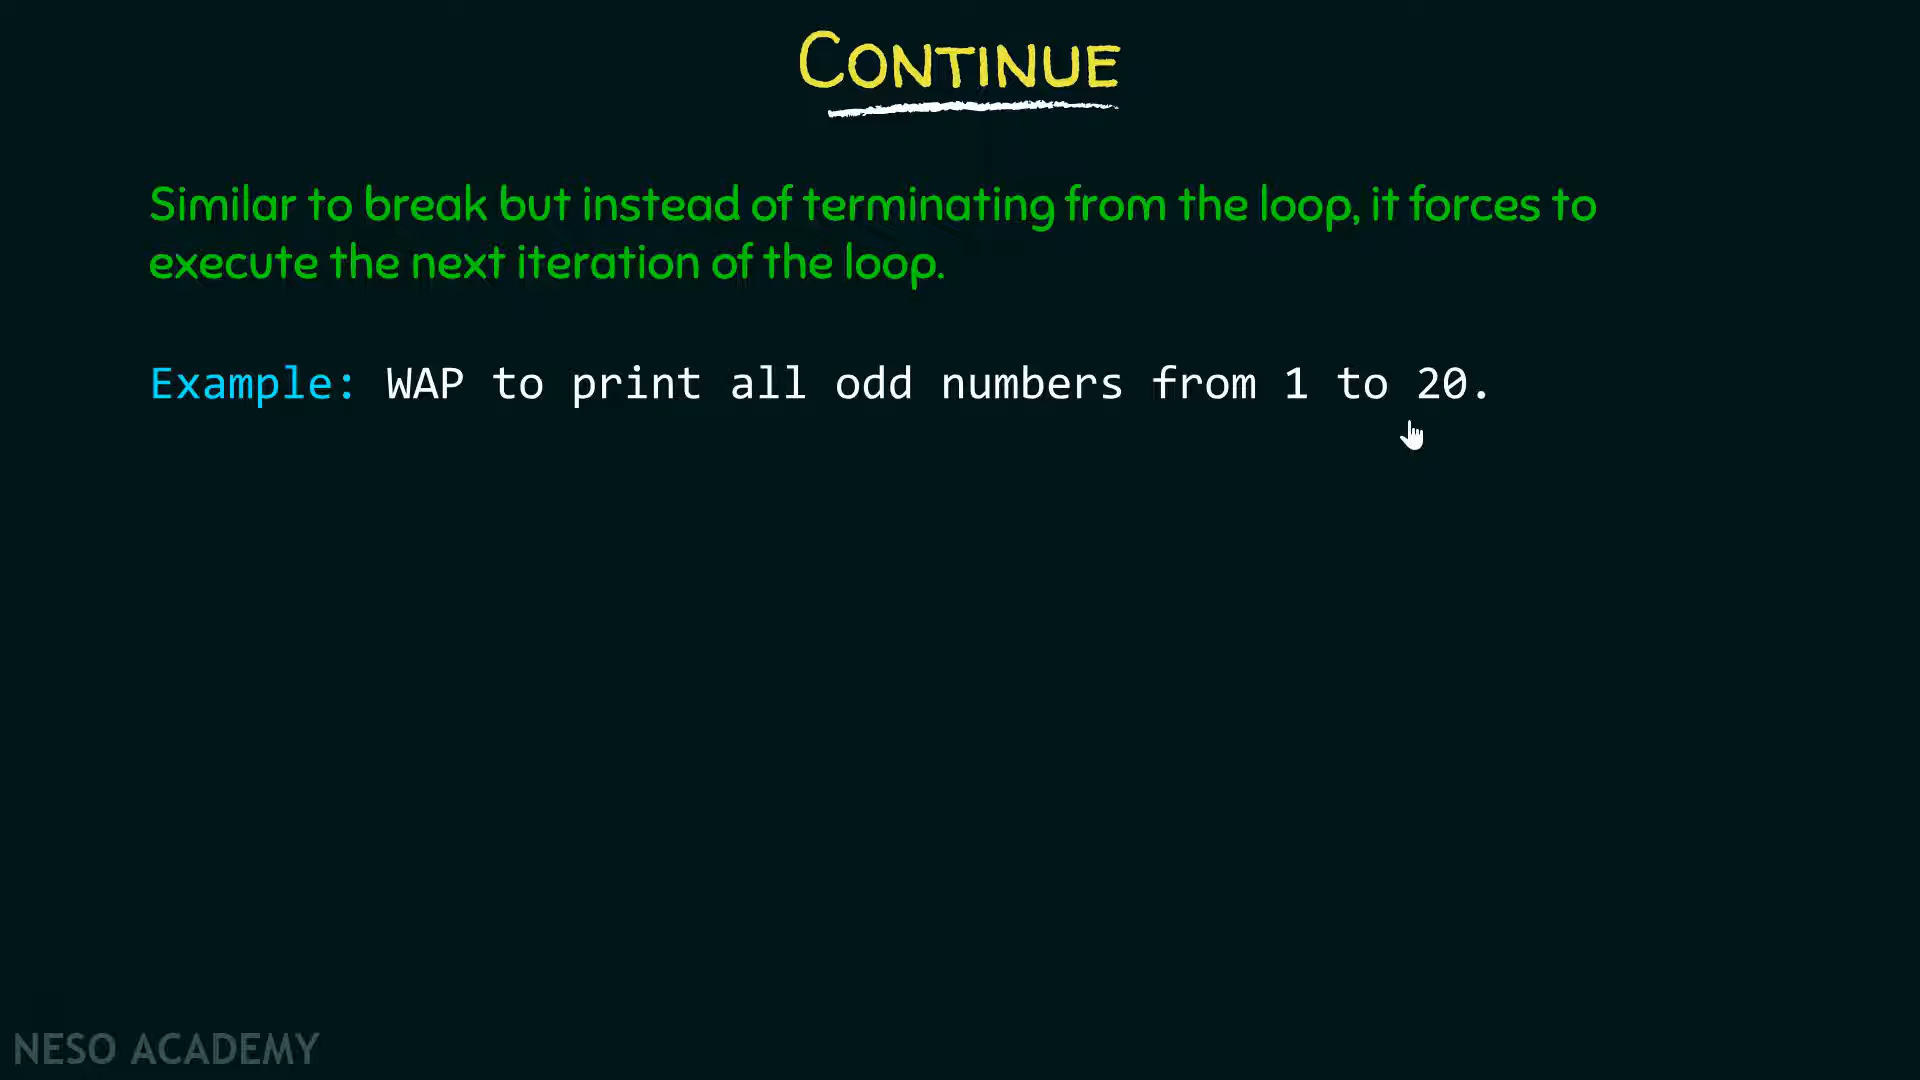 CONTINUE
Similar to break but instead of terminating from the loop, it forces to
execute the next iteration of the loop.
Example: WAP to print all odd numbers from 1 to 20.
NESO ACADEMY